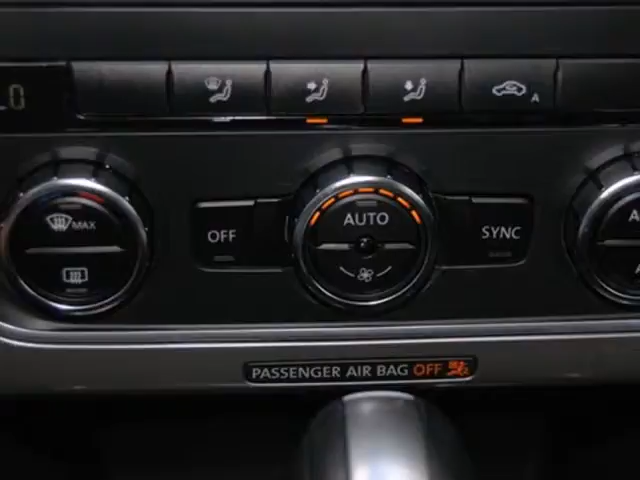 A
MAX
OFF
AUTO
SYNC
PASSENGER AIR BAG OFF